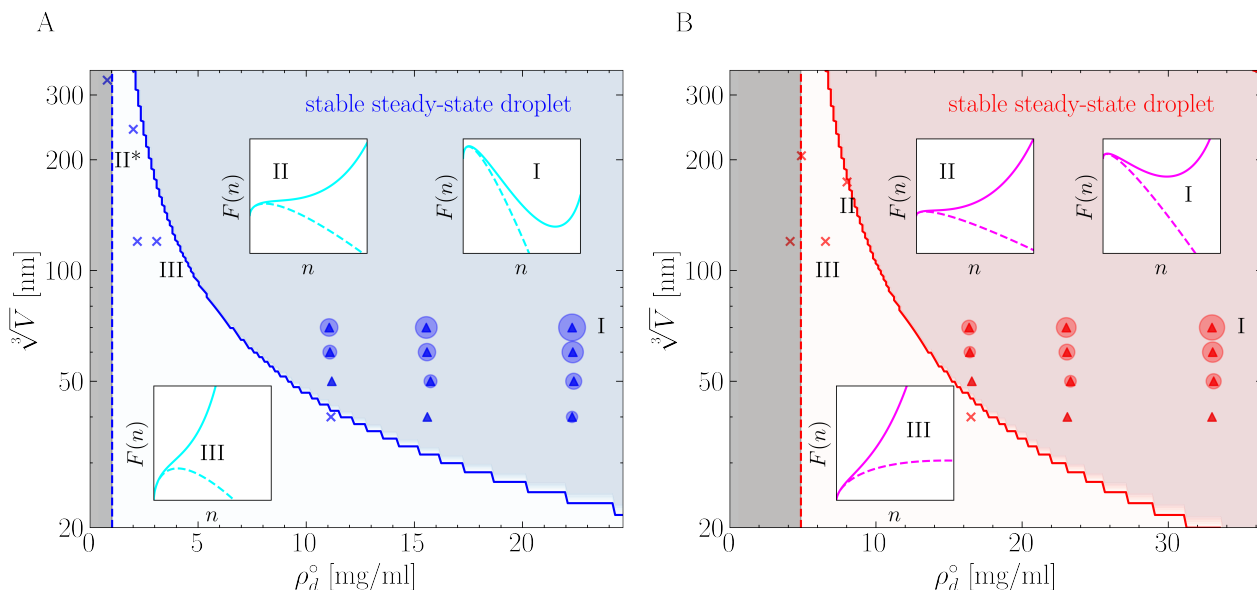 A
B
300
200
100
50
20
∛V [nm]
0
5
10
15
20
ρ_d° [mg/ml]
stable steady-state droplet
II*
III
I
II
F(n)
n
I
F(n)
n
III
F(n)
n
300
200
100
50
20
∛V [nm]
10
20
30
ρ_d° [mg/ml]
stable steady-state droplet
II
III
I
II
F(n)
n
I
F(n)
n
III
F(n)
n